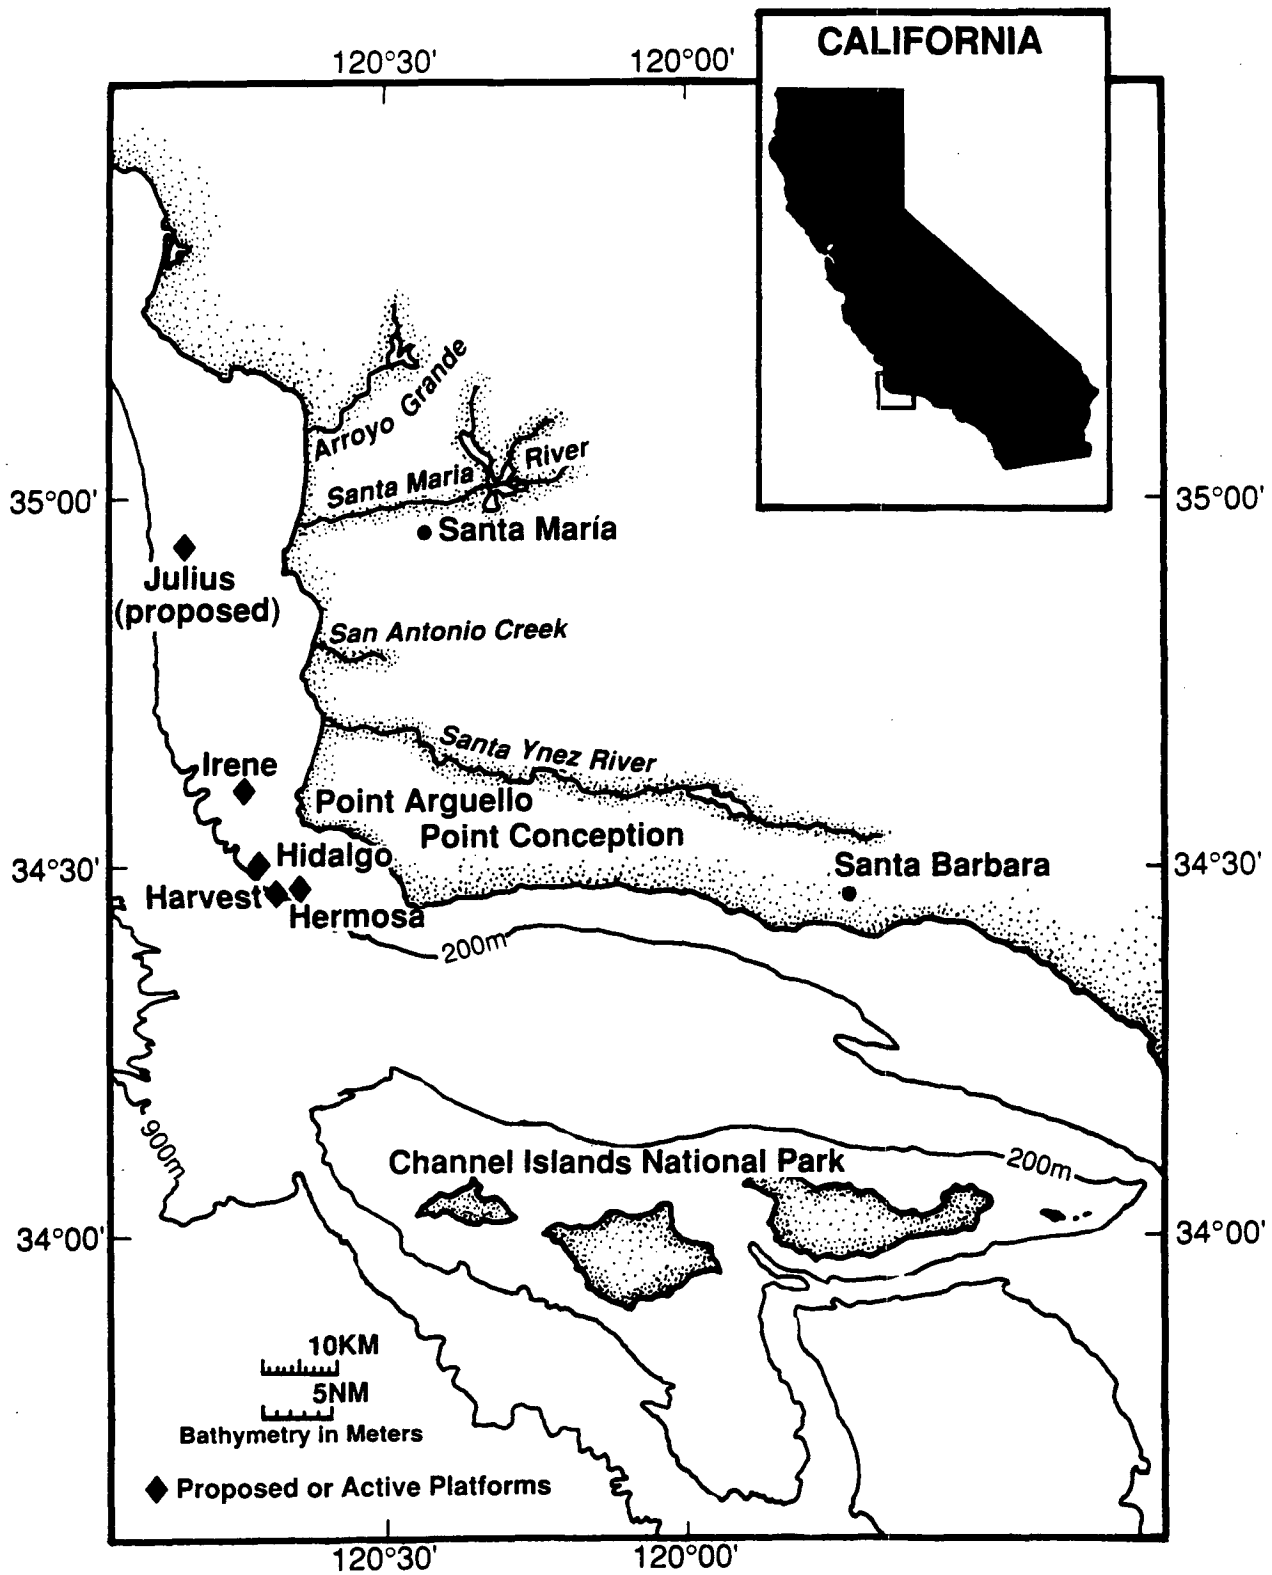 CALIFORNIA
120°30'
120°00'
Arroyo Grande
Santa Maria River
35°00'
35°00'
Santa María
Julius
(proposed)
San Antonio Creek
Santa Ynez River
Irene
Point Arguello
Point Conception
Hidalgo
Santa Barbara
34°30'
34°30'
Harvest
Hermosa
200m
900m
Channel Islands National Park
200m
34°00'
34°00'
10KM
5NM
Bathymetry in Meters
Proposed or Active Platforms
120°30'
120°00'